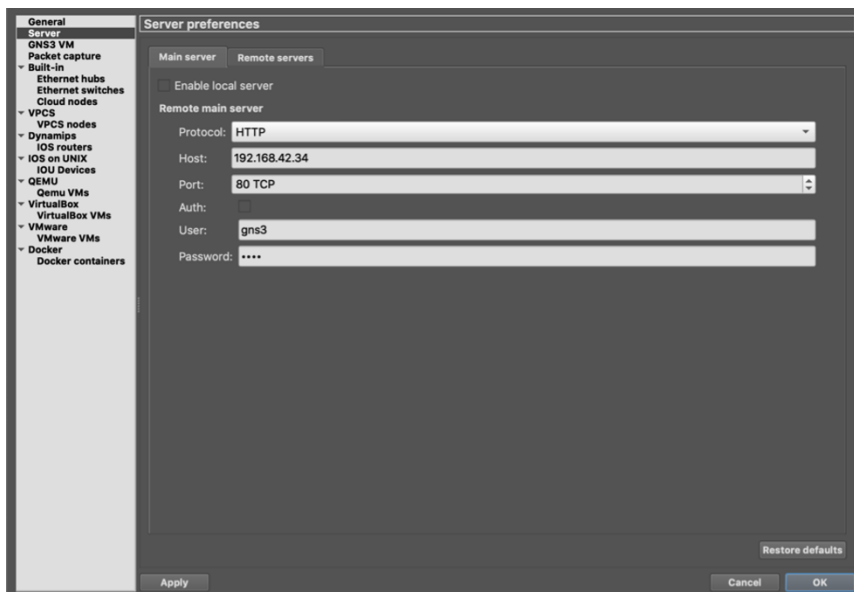 General
Server
GNS3 VM
Packet capture
Built-in
Ethernet hubs
Ethernet switches
Cloud nodes
VPCS
VPCS nodes
Dynamips
IOS routers
IOS on UNIX
IOU Devices
QEMU
Qemu VMs
VirtualBox
VirtualBox VMs
VMware
VMware VMs
Docker
Docker containers
Server preferences
Main server Remote servers
Enable local server
Remote main server
Protocol: HTTP
Host: 192.168.42.34
Port: 80 TCP
Auth:
User: gns3
Password: ••••
Restore defaults
Apply Cancel OK